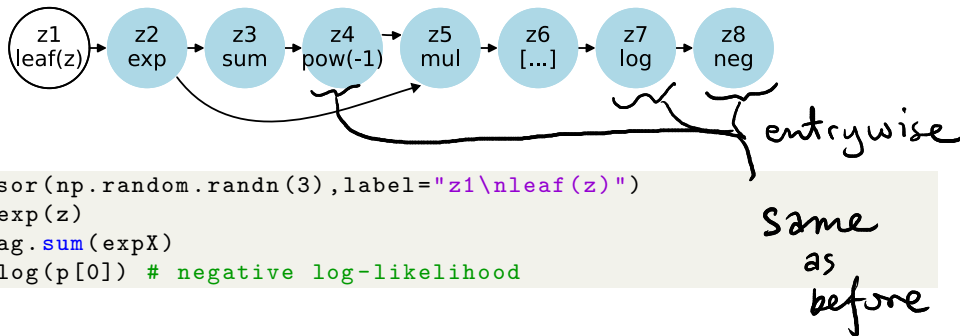 z1 z2 z3 z4 z5 z6 z7 z8
leaf(z) exp sum pow(-1) mul [...] log neg
entrywise
sor(np.random.randn(3),label="z1\nleaf(z)")
exp(z)
ag.sum(expX)
log(p[0]) # negative log-likelihood
same
as
before